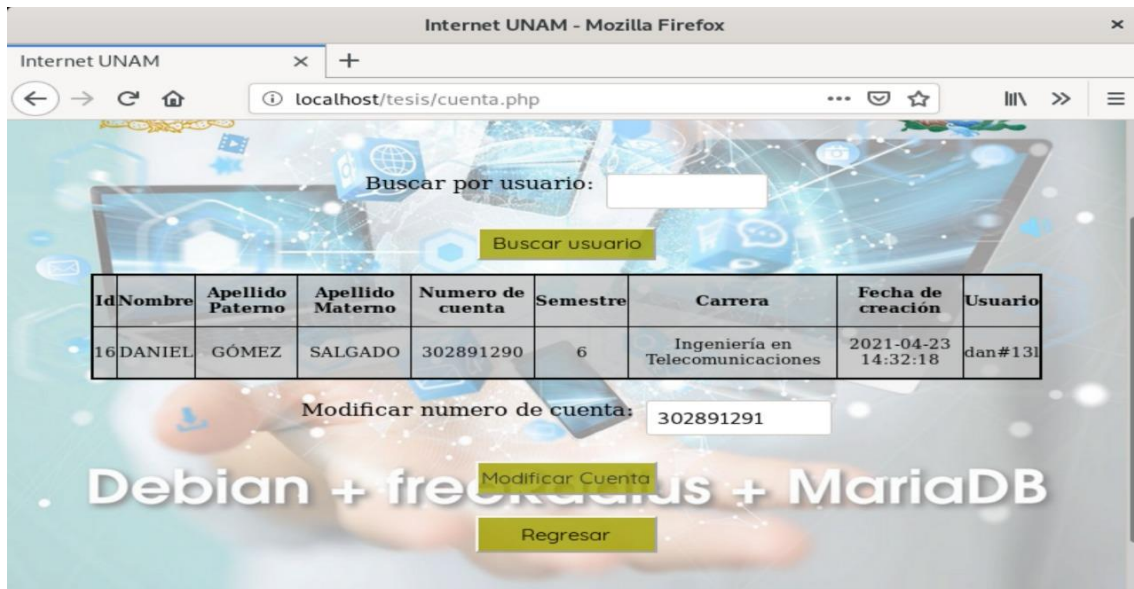 Internet UNAM - Mozilla Firefox
Internet UNAM
localhost/tesis/cuenta.php
Buscar por usuario:
Buscar usuario
Id Nombre Apellido Paterno Apellido Materno Numero de cuenta Semestre Carrera Fecha de creación Usuario
16 DANIEL GÓMEZ SALGADO 302891290 6 Ingeniería en Telecomunicaciones 2021-04-23 14:32:18 dan#13l
Modificar numero de cuenta: 302891291
Debian + freeRadius + MariaDB
Modificar Cuenta
Regresar